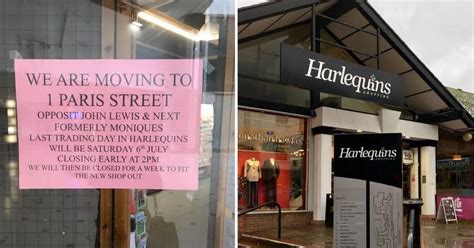 WE ARE MOVING TO
1 PARIS STREET
OPPOSIT JOHN LEWIS & NEXT
FORMERLY MONIQUES
LAST TRADING DAY IN HARLEQUINS
WILL BE SATURDAY 6th JULY
CLOSING EARLY AT 2PM
WE WILL THEN BE CLOSED FOR A WEEK TO FIT
THE NEW SHOP OUT
Harlequins
SHOPPING
Harlequins